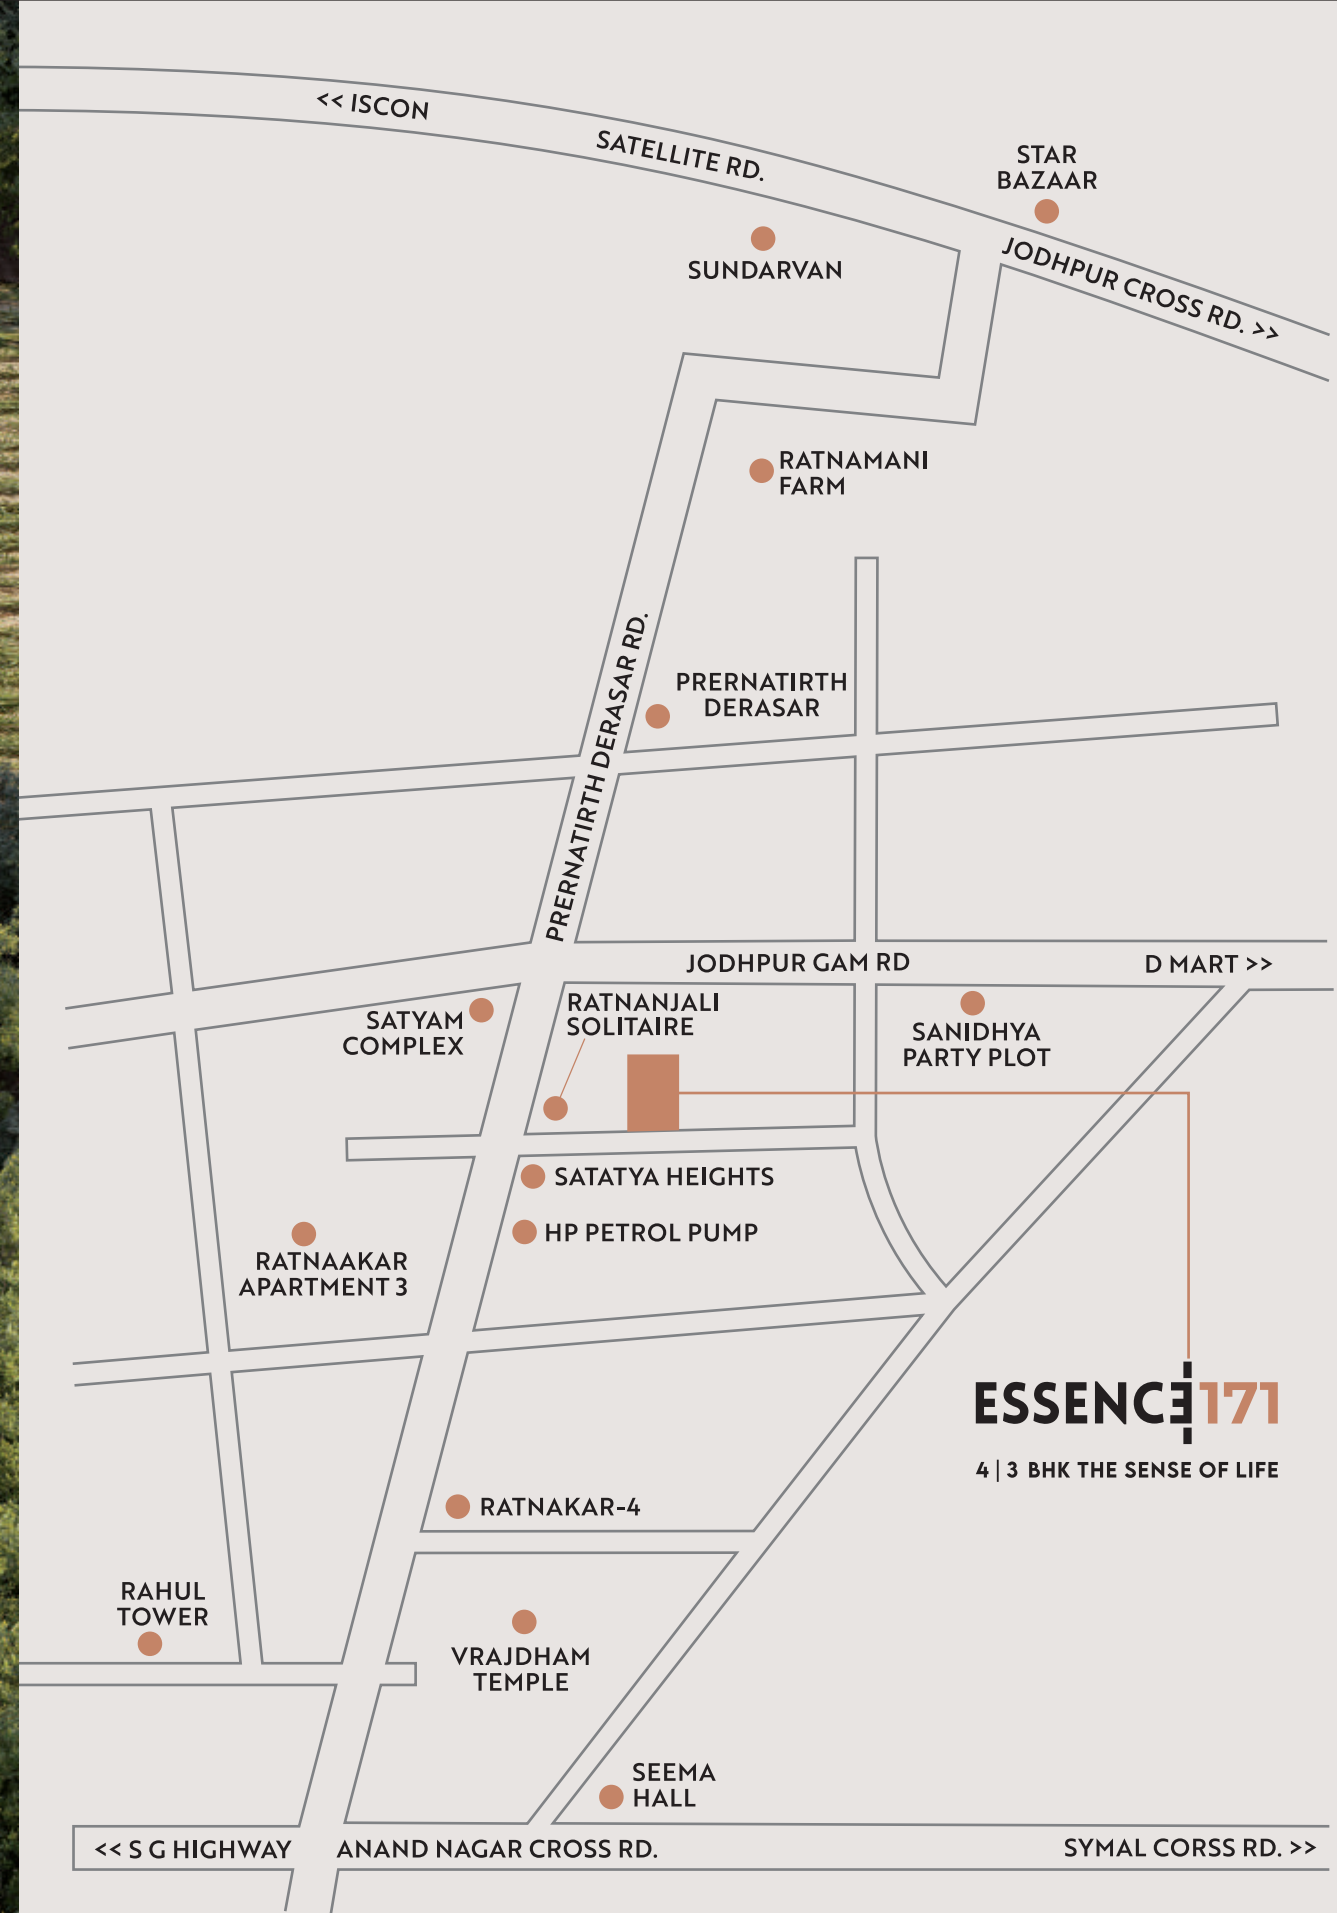 << ISCON
SATELLITE RD.
STAR
BAZAAR
JODHPUR CROSS RD. >>
SUNDARVAN
RATNAMANI
FARM
PRERNATIRTH DERASAR RD.
PRERNATIRTH
DERASAR
JODHPUR GAM RD
D MART >>
RATNANJALI
SOLITAIRE
SATYAM
COMPLEX
SANIDHYA
PARTY PLOT
SATATYA HEIGHTS
HP PETROL PUMP
RATNAAKAR
APARTMENT 3
ESSENCE 171
4 | 3 BHK THE SENSE OF LIFE
RATNAKAR-4
RAHUL
TOWER
VRAJDHAM
TEMPLE
SEEMA
HALL
<< S G HIGHWAY
ANAND NAGAR CROSS RD.
SYMAL CORSS RD. >>